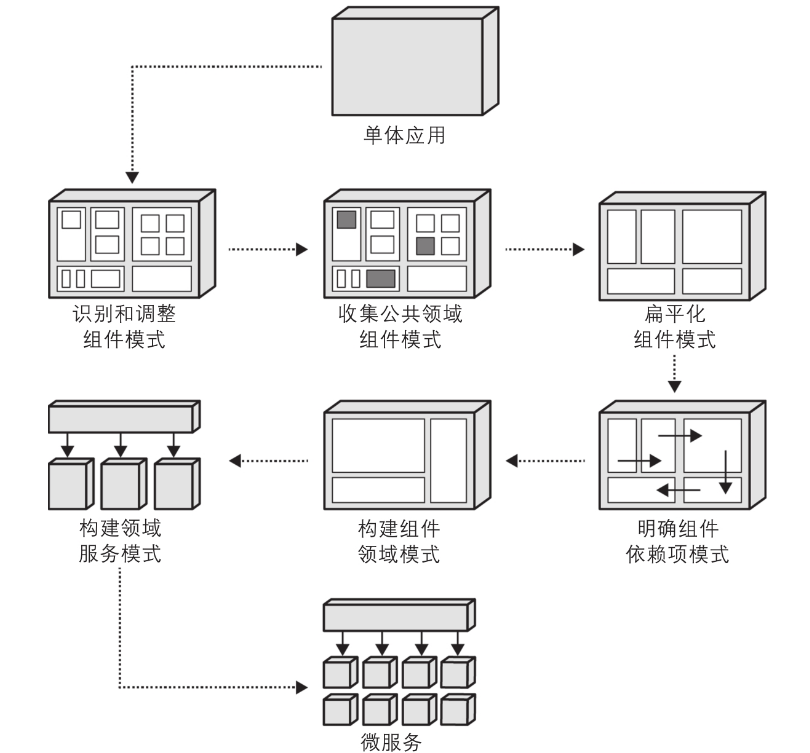 单体应用
识别和调整
组件模式
收集公共领域
组件模式
扁平化
组件模式
构建领域
服务模式
构建组件
领域模式
明确组件
依赖项模式
微服务